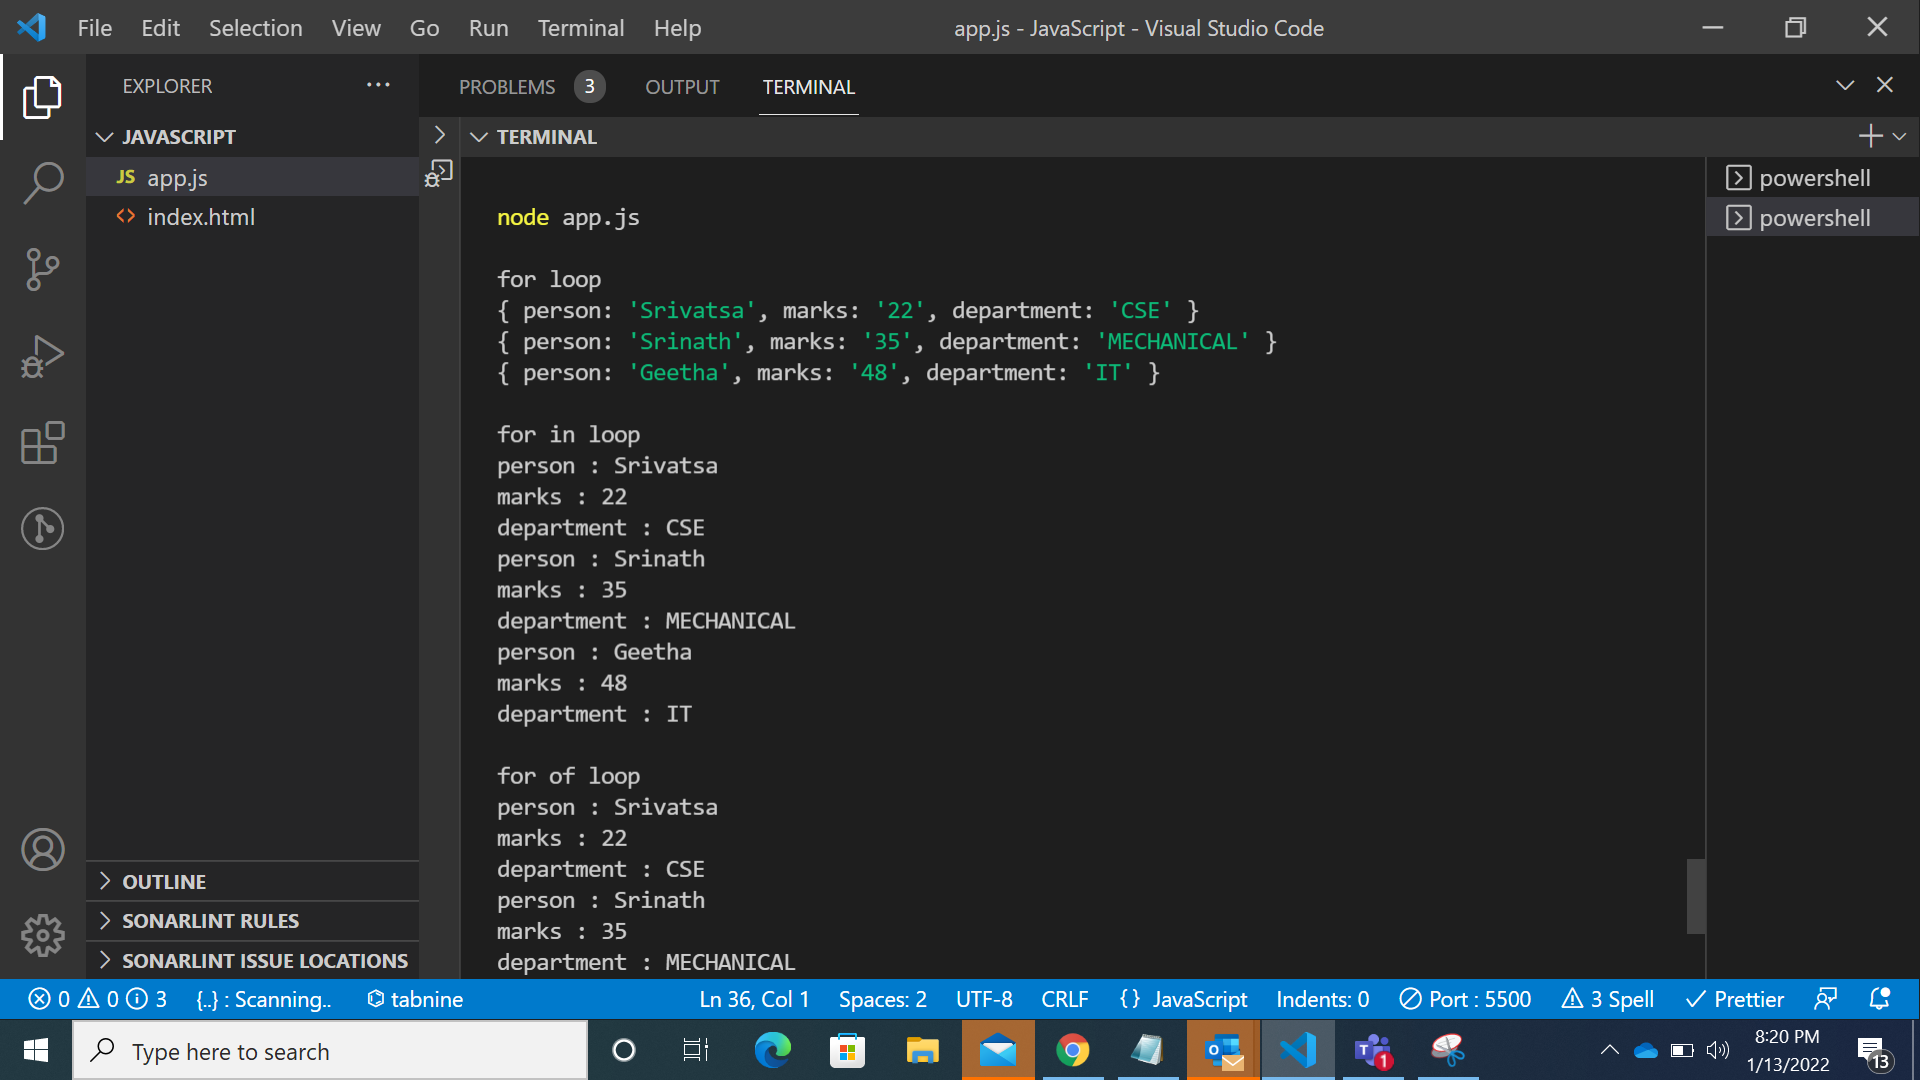 File Edit Selection View Go Run Terminal Help
app.js - JavaScript - Visual Studio Code
EXPLORER
PROBLEMS 3 OUTPUT TERMINAL
JAVASCRIPT
JS app.js
index.html
OUTLINE
SONARLINT RULES
SONARLINT ISSUE LOCATIONS
TERMINAL
node app.js
for loop
{ person: 'Srivatsa', marks: '22', department: 'CSE' }
{ person: 'Srinath', marks: '35', department: 'MECHANICAL' }
{ person: 'Geetha', marks: '48', department: 'IT' }
for in loop
person : Srivatsa
marks : 22
department : CSE
person : Srinath
marks : 35
department : MECHANICAL
person : Geetha
marks : 48
department : IT
for of loop
person : Srivatsa
marks : 22
department : CSE
person : Srinath
marks : 35
department : MECHANICAL
powershell
powershell
0 0 3 {..} : Scanning.. tabnine Ln 36, Col 1 Spaces: 2 UTF-8 CRLF {} JavaScript Indents: 0 Port : 5500 3 Spell Prettier
Type here to search
T 1
8:20 PM
1/13/2022
13